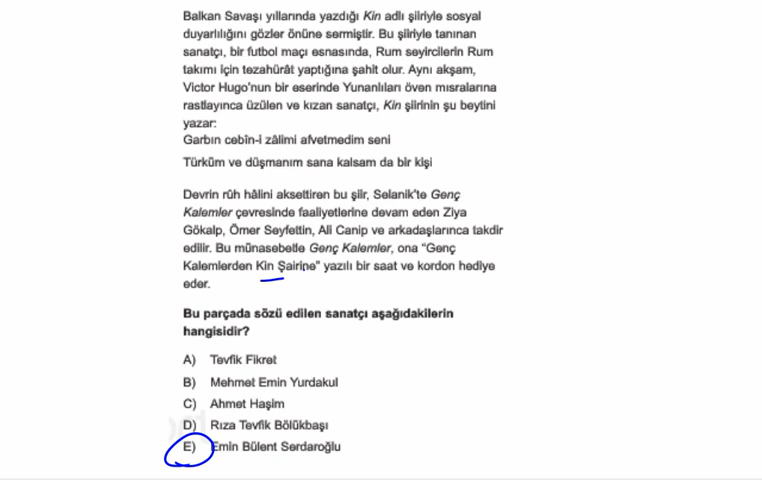 Balkan Savaşı yıllarında yazdığı Kin adlı şiiriyle sosyal
duyarlılığını gözler önüne sermiştir. Bu şiiriyle tanınan
sanatçı, bir futbol maçı esnasında, Rum seyircilerin Rum
takımı için tezahürât yaptığına şahit olur. Aynı akşam,
Victor Hugo'nun bir eserinde Yunanlıları öven mısralarına
rastlayınca üzülen ve kızan sanatçı, Kin şiirinin şu beytini
yazar:
Garbın cebîn-i zâlimi afvetmedim seni
Türküm ve düşmanım sana kalsam da bir kişi
Devrin rûh hâlini aksettiren bu şiir, Selanik'te Genç
Kalemler çevresinde faaliyetlerine devam eden Ziya
Gökalp, Ömer Seyfettin, Ali Canip ve arkadaşlarınca takdir
edilir. Bu münasebetle Genç Kalemler, ona "Genç
Kalemlerden Kin Şairine" yazılı bir saat ve kordon hediye
eder.
Bu parçada sözü edilen sanatçı aşağıdakilerin
hangisidir?
A) Tevfik Fikret
B) Mehmet Emin Yurdakul
C) Ahmet Haşim
D) Rıza Tevfik Bölükbaşı
E) Emin Bülent Serdaroğlu